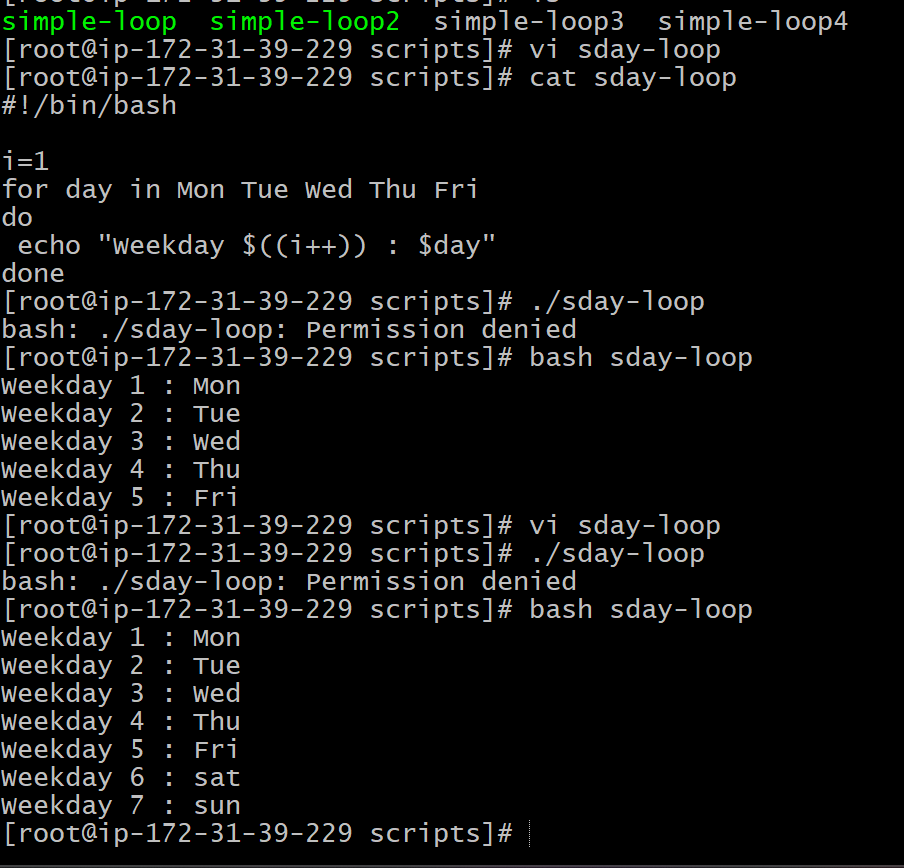 simple-loop  simple-loop2  simple-loop3  simple-loop4
[root@ip-172-31-39-229 scripts]# vi sday-loop
[root@ip-172-31-39-229 scripts]# cat sday-loop
#!/bin/bash

i=1
for day in Mon Tue Wed Thu Fri
do
 echo "Weekday $((i++)) : $day"
done
[root@ip-172-31-39-229 scripts]# ./sday-loop
bash: ./sday-loop: Permission denied
[root@ip-172-31-39-229 scripts]# bash sday-loop
Weekday 1 : Mon
Weekday 2 : Tue
Weekday 3 : Wed
Weekday 4 : Thu
Weekday 5 : Fri
[root@ip-172-31-39-229 scripts]# vi sday-loop
[root@ip-172-31-39-229 scripts]# ./sday-loop
bash: ./sday-loop: Permission denied
[root@ip-172-31-39-229 scripts]# bash sday-loop
Weekday 1 : Mon
Weekday 2 : Tue
Weekday 3 : Wed
Weekday 4 : Thu
Weekday 5 : Fri
Weekday 6 : sat
Weekday 7 : sun
[root@ip-172-31-39-229 scripts]#